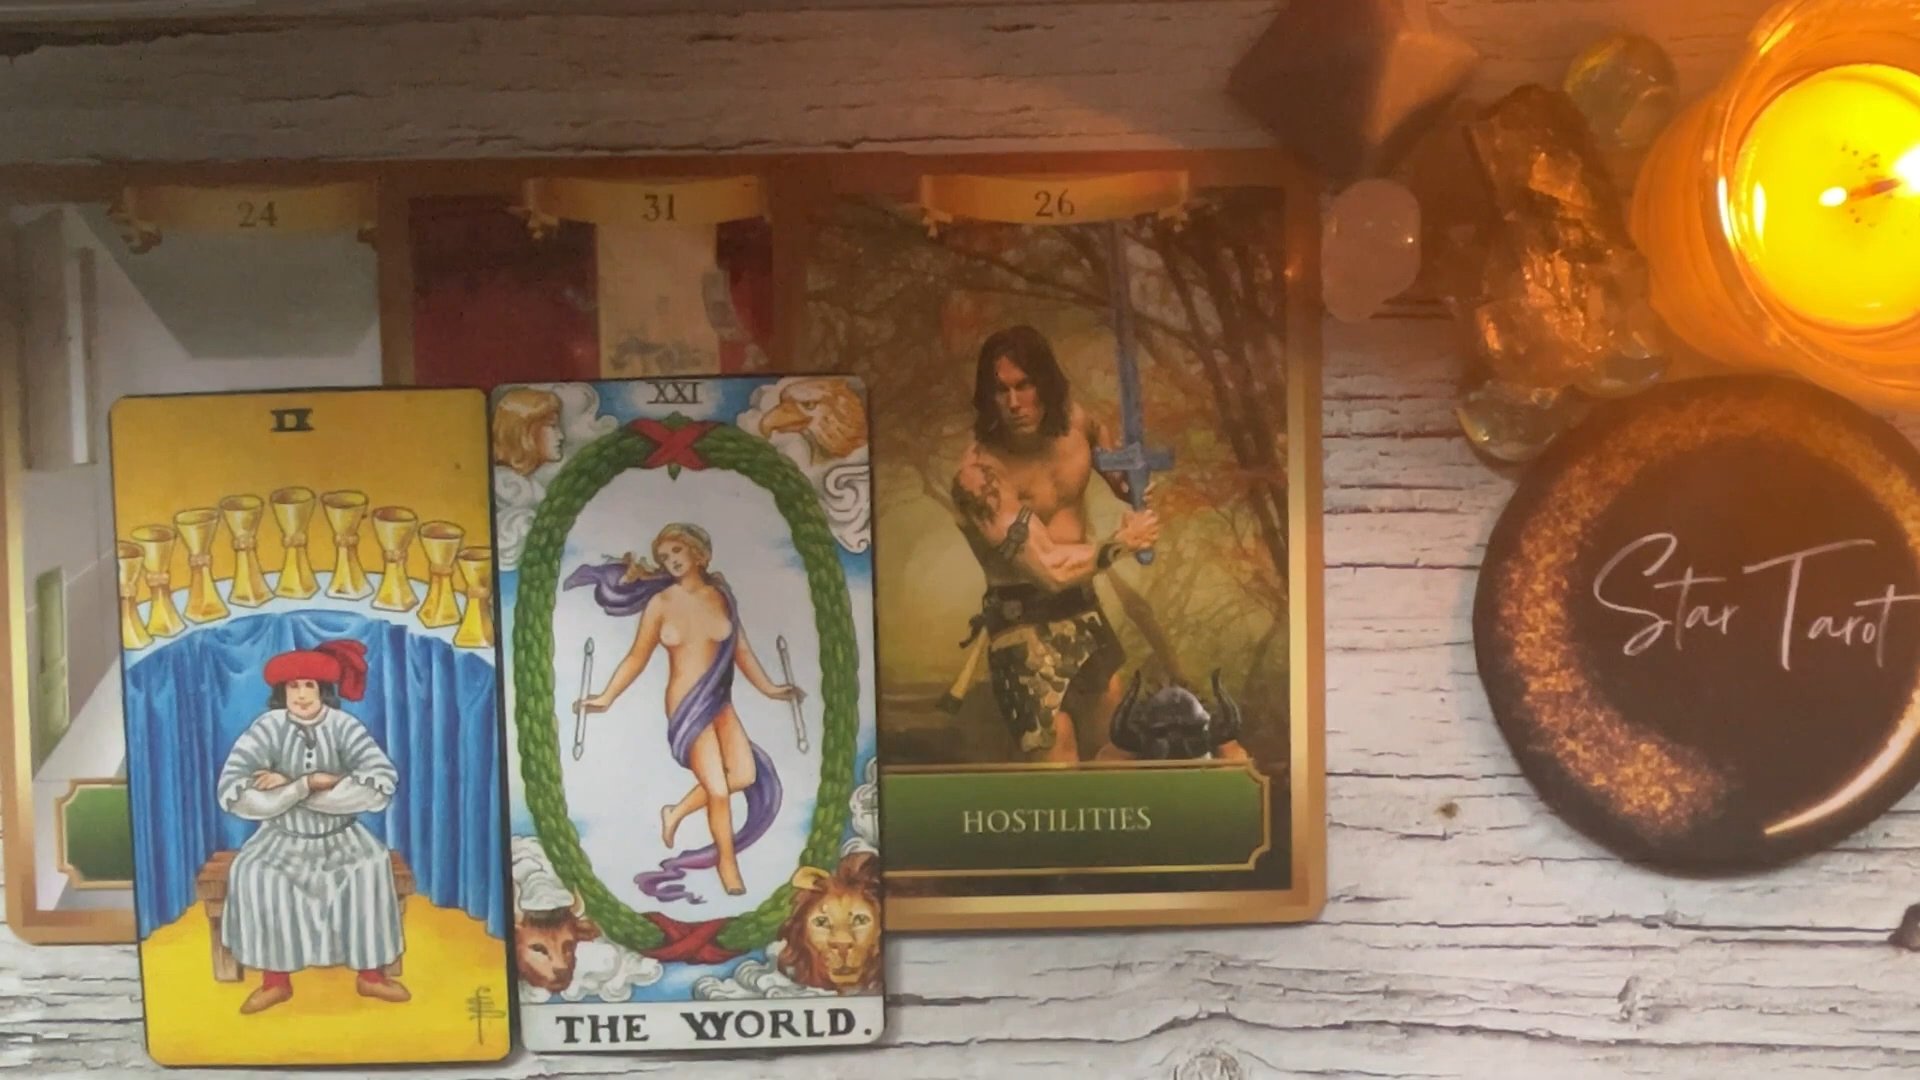 24
31
26
IX
XXI
HOSTILITIES
THE WORLD.
Star Tarot